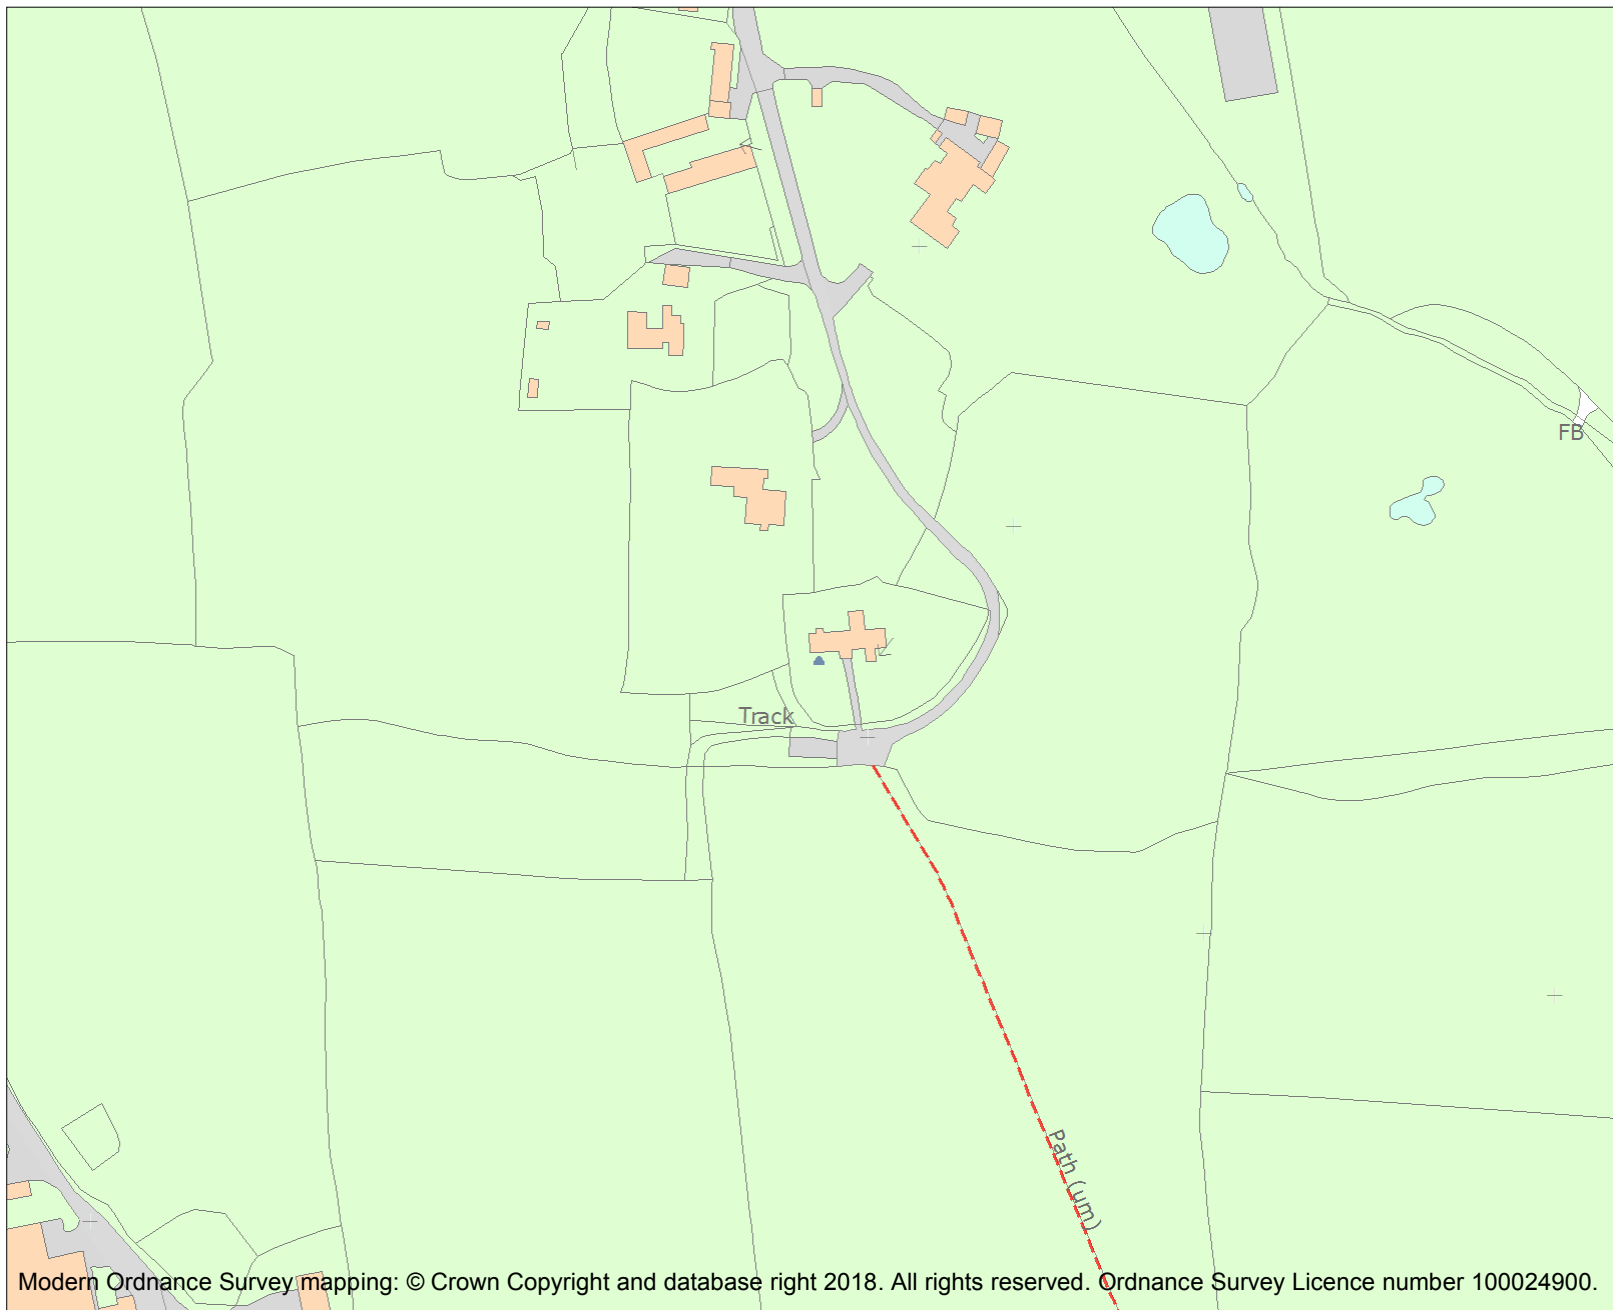 FB
Track
Path (um)
Modern Ordnance Survey mapping: © Crown Copyright and database right 2018. All rights reserved. Ordnance Survey Licence number 100024900.